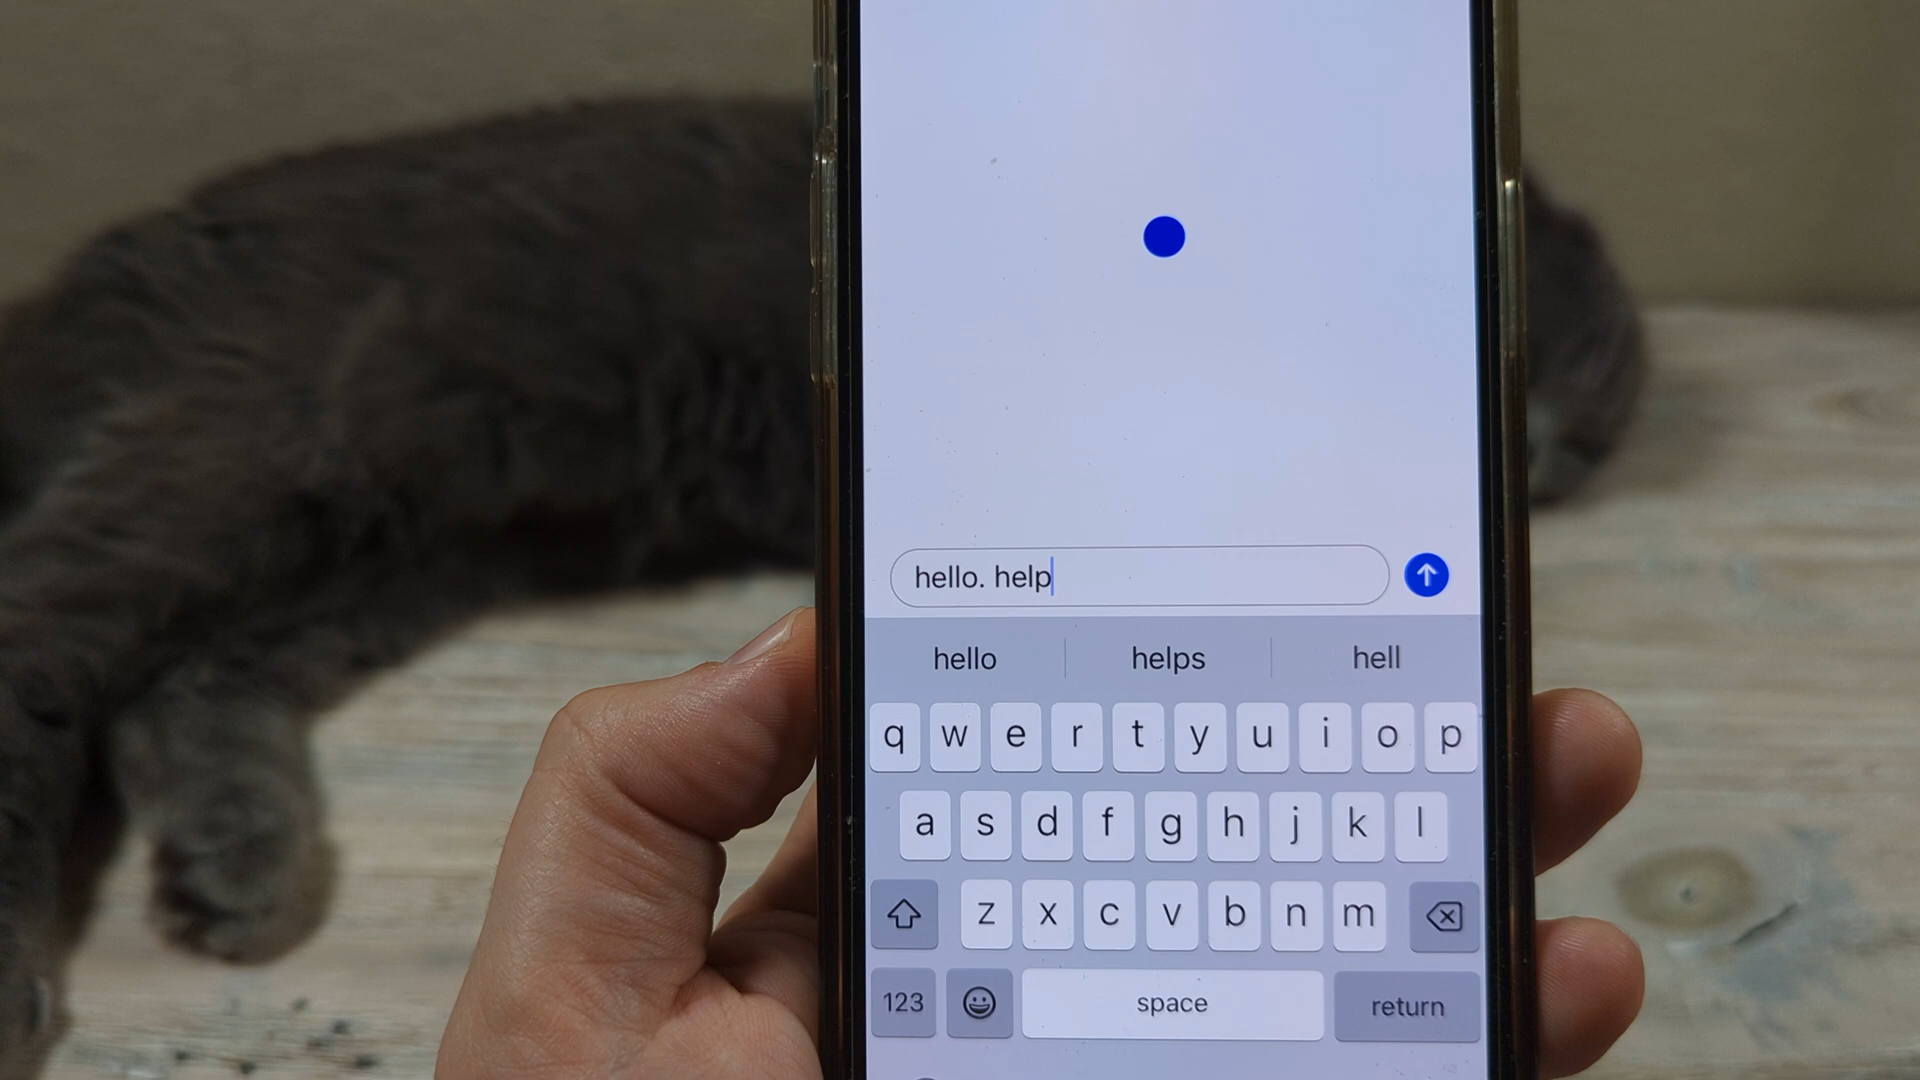 hello. help
hello helps hell
q w e r t y u i o p
a s d f g h j k l
z x c v b n m
123 space return